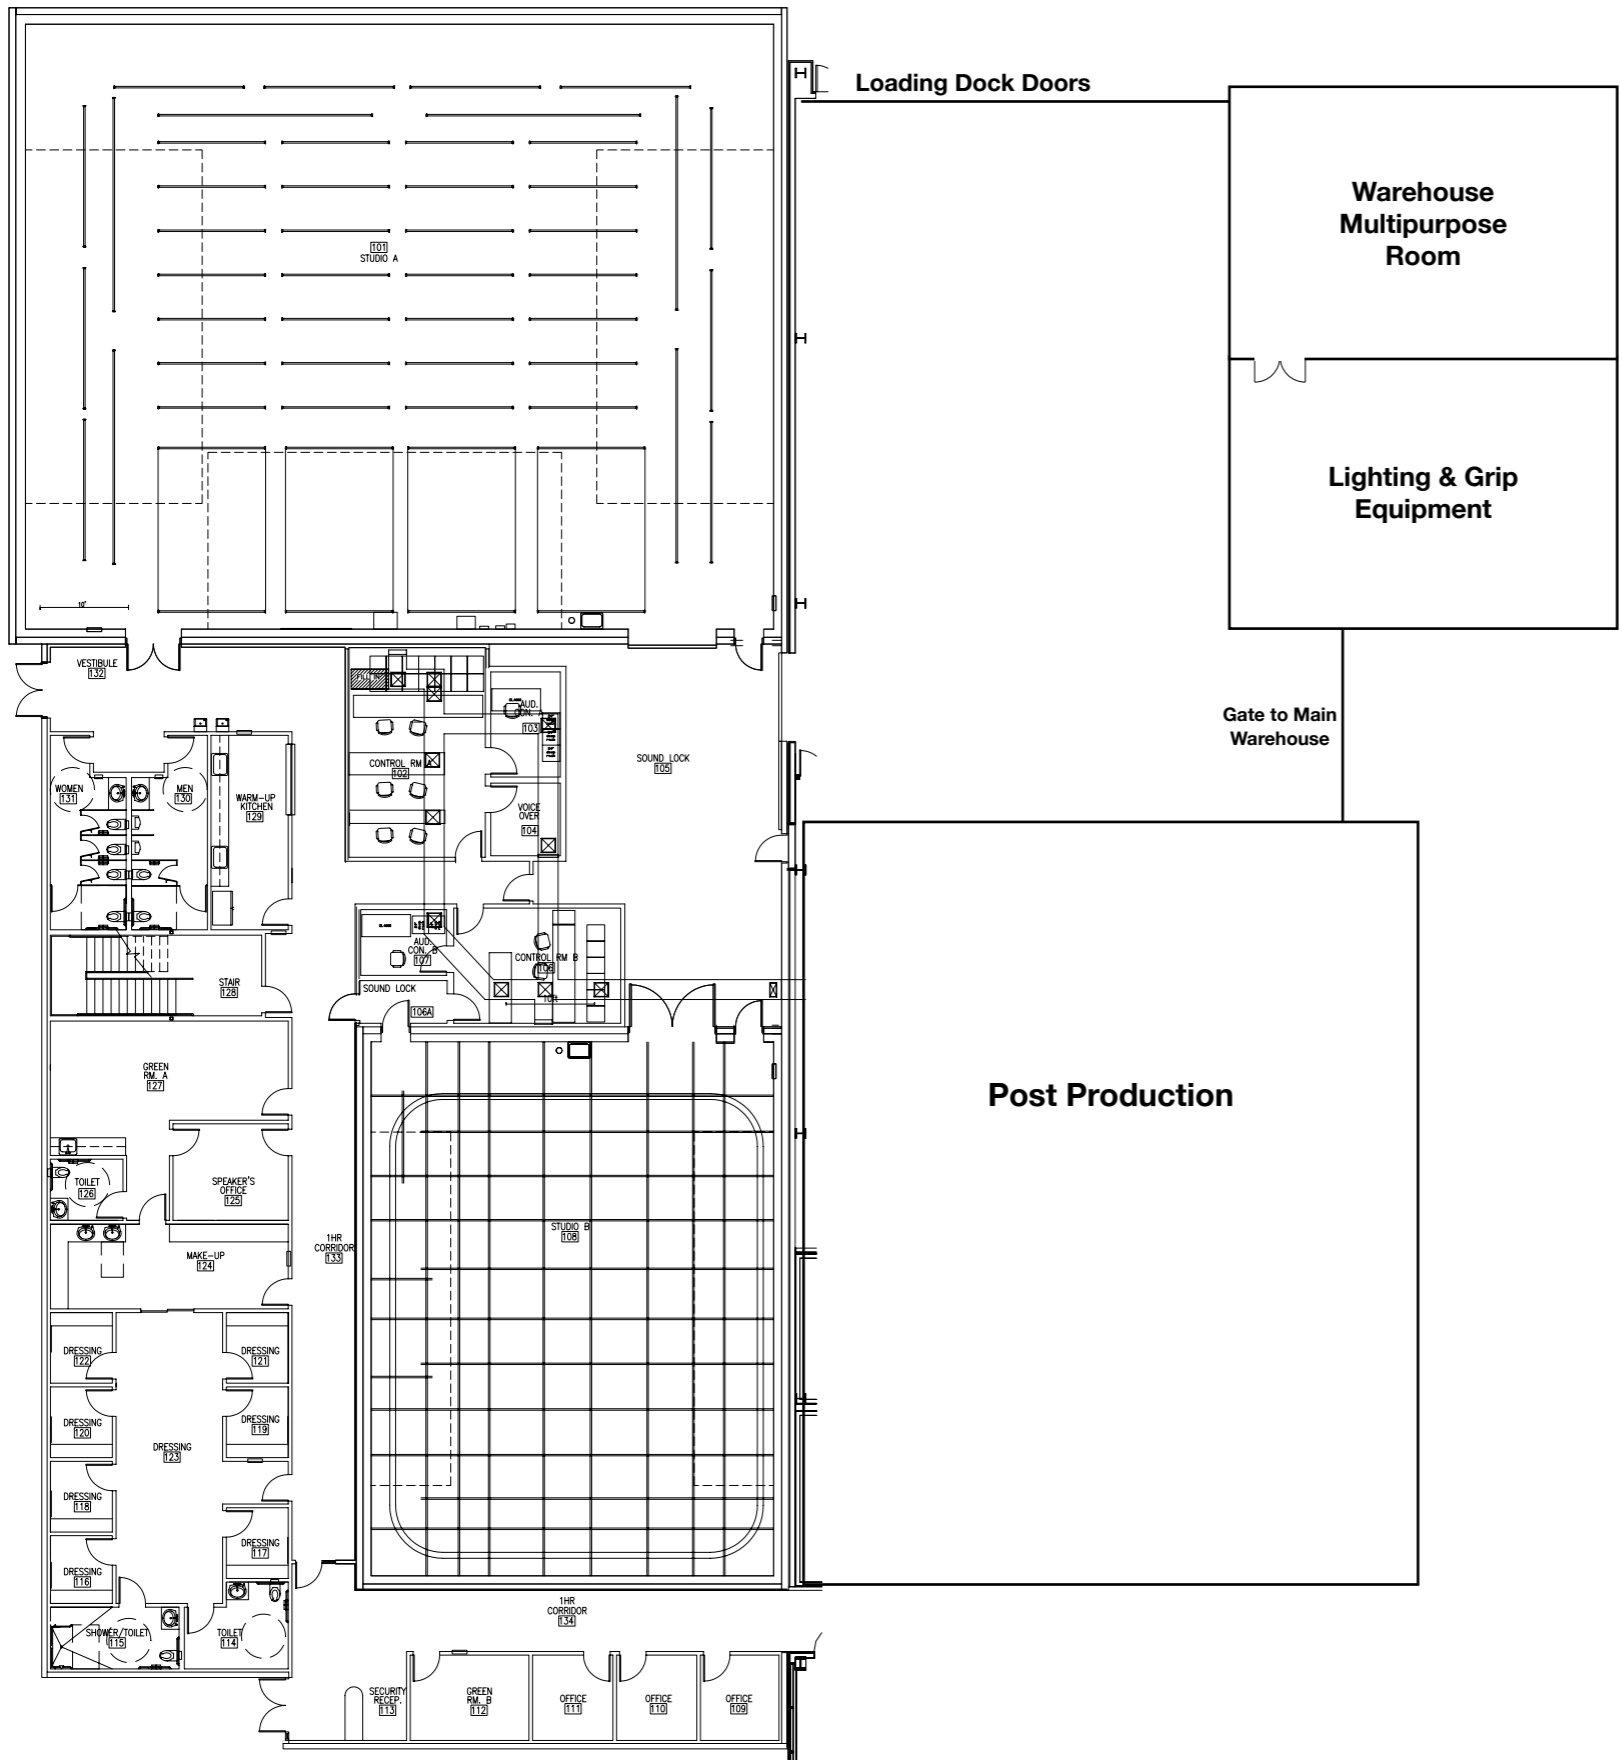 Loading Dock Doors
Warehouse
Multipurpose
Room
101
STUDIO A
Lighting & Grip
Equipment
10'
VESTIBULE
132
FILL IN
AUD.
CON. A
103
Gate to Main
Warehouse
CONTROL RM A
102
SOUND LOCK
105
WOMEN
131
MEN
130
WARM-UP
KITCHEN
129
VOICE
OVER
104
AUD.
CON. B
107
CONTROL RM B
106
STAIR
128
SOUND LOCK
106A
GREEN
RM. A
127
Post Production
TOILET
126
SPEAKER'S
OFFICE
125
STUDIO B
108
1HR
CORRIDOR
133
MAKE-UP
124
DRESSING
122
DRESSING
121
DRESSING
120
DRESSING
119
DRESSING
123
DRESSING
118
DRESSING
117
DRESSING
116
1HR
CORRIDOR
134
SHOWER/TOILET
115
TOILET
114
SECURITY
RECEP.
113
GREEN
RM. B
112
OFFICE
111
OFFICE
110
OFFICE
109